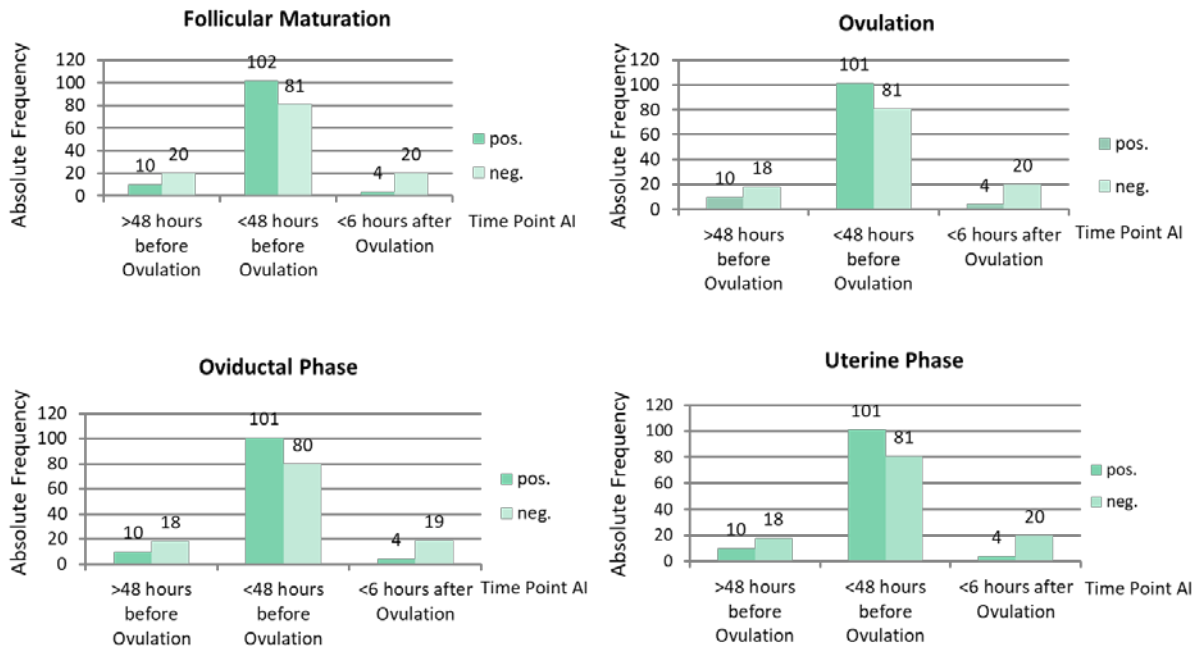 Follicular Maturation
Absolute Frequency
120
100
80
60
40
20
0
10
20
102
81
4
20
pos.
neg.
>48 hours before Ovulation
<48 hours before Ovulation
<6 hours after Ovulation
Time Point AI
Ovulation
Absolute Frequency
120
100
80
60
40
20
0
10
18
101
81
4
20
pos.
neg.
>48 hours before Ovulation
<48 hours before Ovulation
<6 hours after Ovulation
Time Point AI
Oviductal Phase
Absolute Frequency
120
100
80
60
40
20
0
10
18
101
80
4
19
pos.
neg.
>48 hours before Ovulation
<48 hours before Ovulation
<6 hours after Ovulation
Time Point AI
Uterine Phase
Absolute Frequency
120
100
80
60
40
20
0
10
18
101
81
4
20
pos.
neg.
>48 hours before Ovulation
<48 hours before Ovulation
<6 hours after Ovulation
Time Point AI